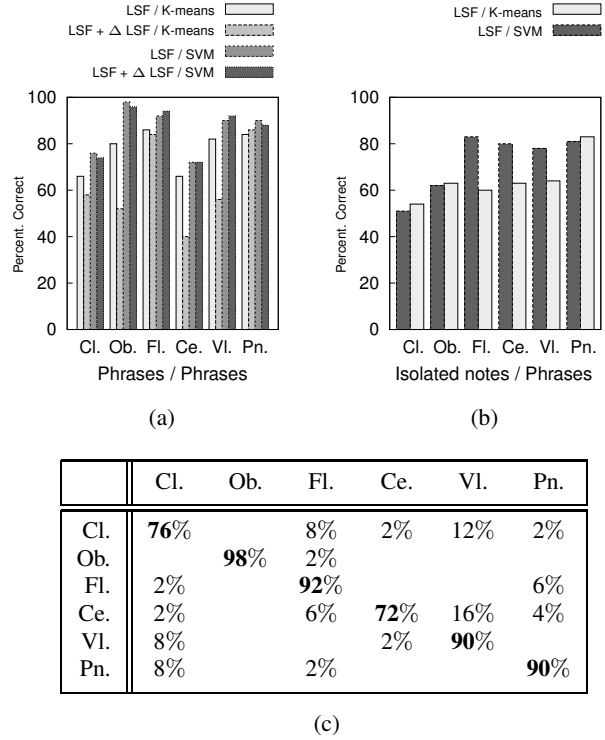 LSF / K-means
LSF + Δ LSF / K-means
LSF / SVM
LSF + Δ LSF / SVM
100
80
60
40
20
0
Percent. Correct
Cl. Ob. Fl. Ce. Vl. Pn.
Phrases / Phrases
(a)
LSF / K-means
LSF / SVM
100
80
60
40
20
0
Percent. Correct
Cl. Ob. Fl. Ce. Vl. Pn.
Isolated notes / Phrases
(b)
Cl. Ob. Fl. Ce. Vl. Pn.
Cl. 76% 8% 2% 12% 2%
Ob. 98% 2%
Fl. 2% 92% 6%
Ce. 2% 6% 72% 16% 4%
Vl. 8% 2% 90%
Pn. 8% 2% 90%
(c)